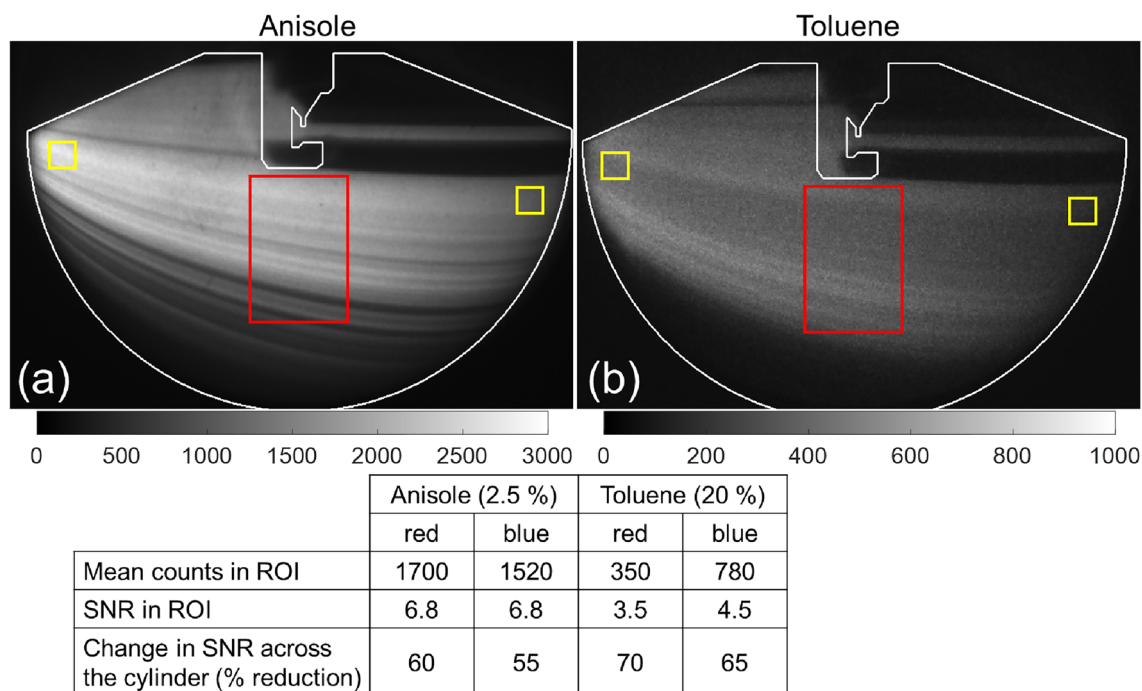 Anisole Toluene
(a) (b)
0 500 1000 1500 2000 2500 3000 0 200 400 600 800 1000
Anisole (2.5 %) Toluene (20 %)
red blue red blue
Mean counts in ROI 1700 1520 350 780
SNR in ROI 6.8 6.8 3.5 4.5
Change in SNR across
the cylinder (% reduction) 60 55 70 65